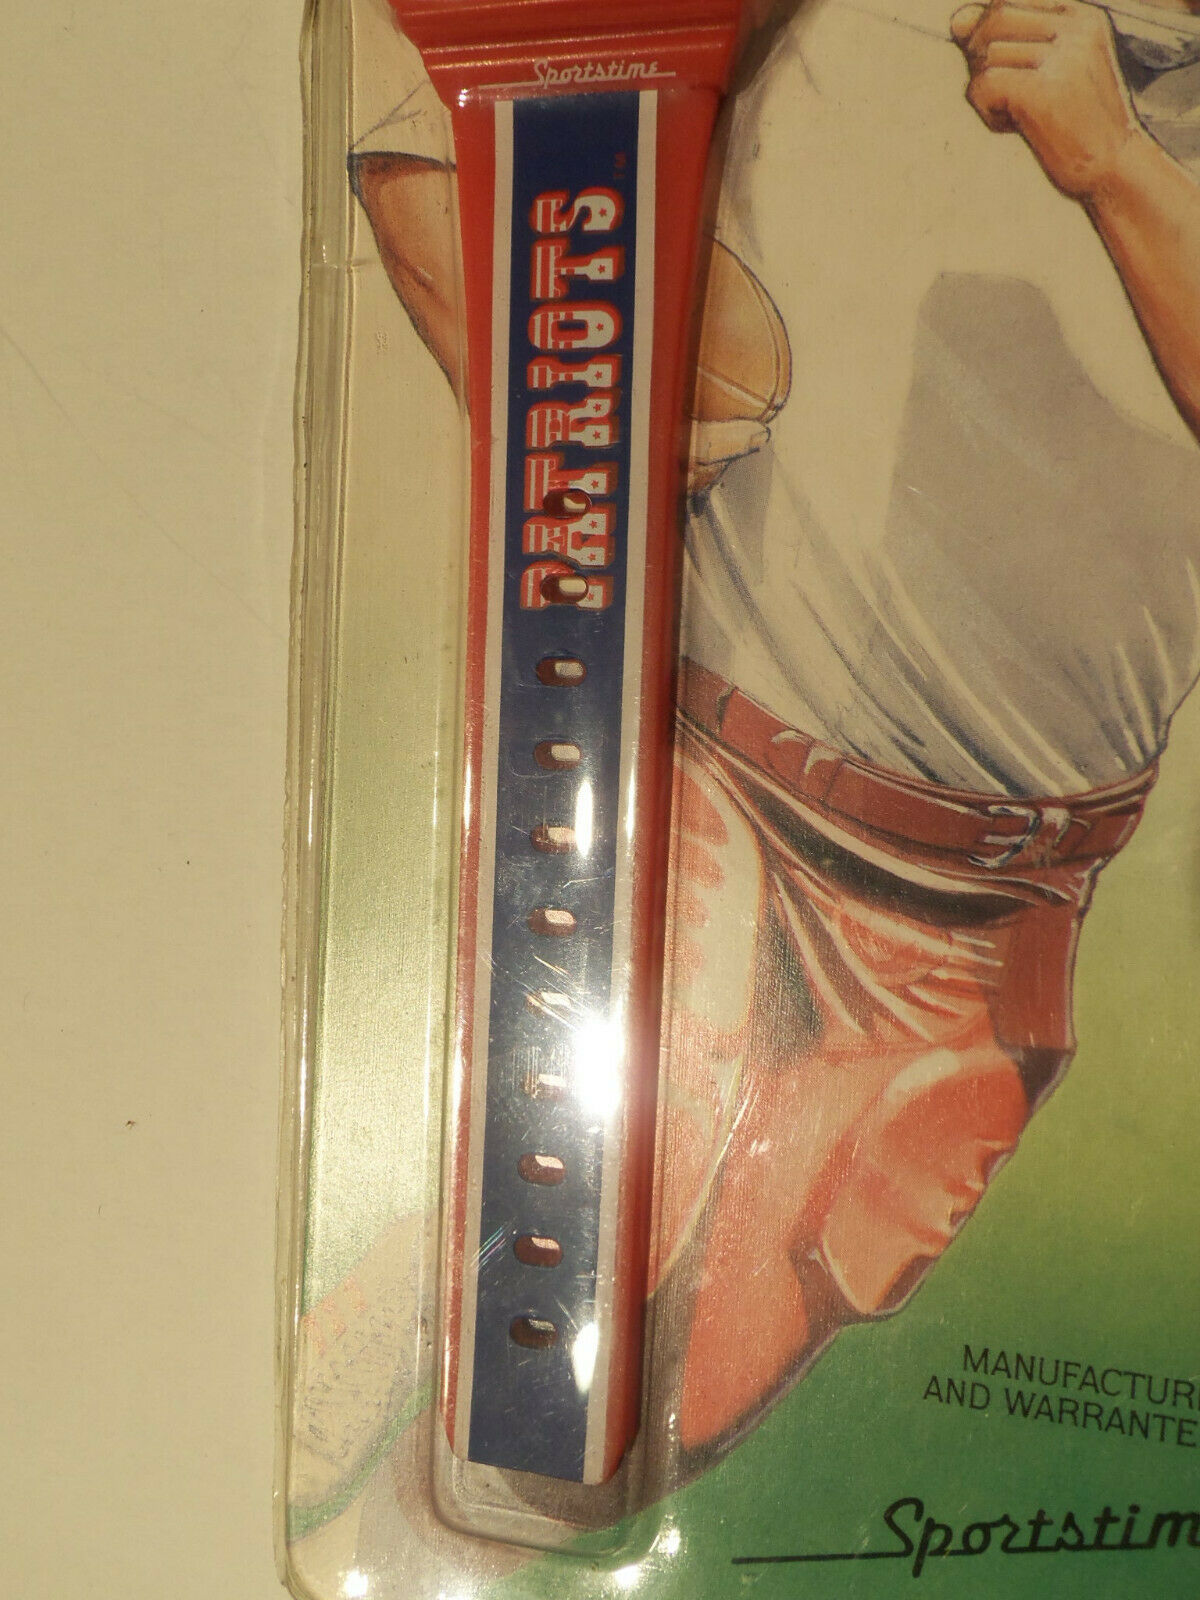 Sportstime
PATRIOTS
MANUFACTUR
AND WARRANTE
Sportstim